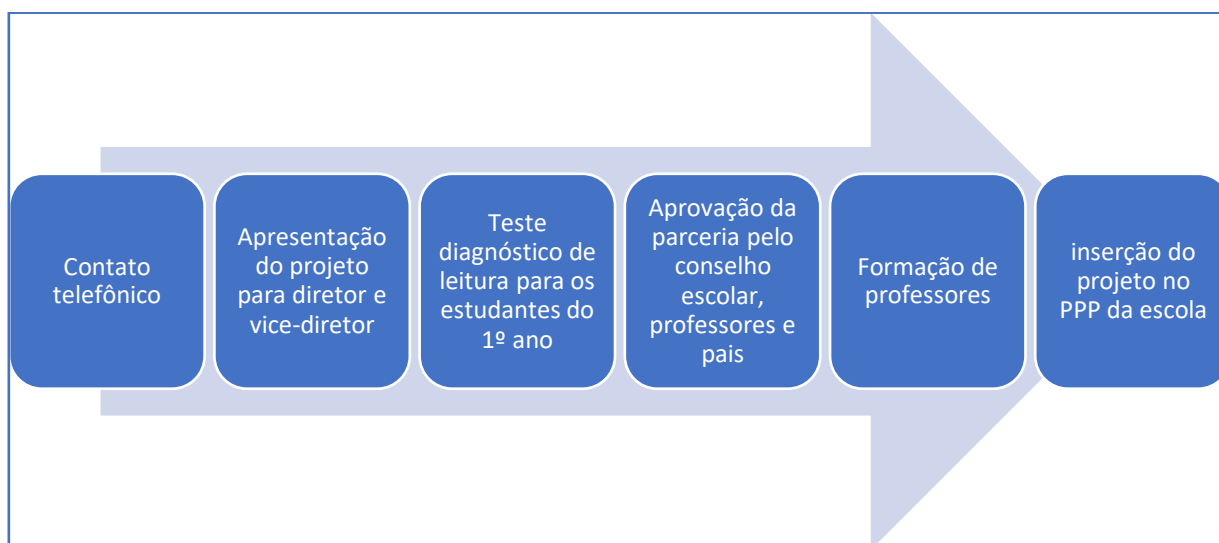 Contato
telefônico
Apresentação
do projeto
para diretor e
vice-diretor
Teste
diagnóstico de
leitura para os
estudantes do
1º ano
Aprovação da
parceria pelo
conselho
escolar,
professores e
pais
Formação de
professores
inserção do
projeto no
PPP da escola